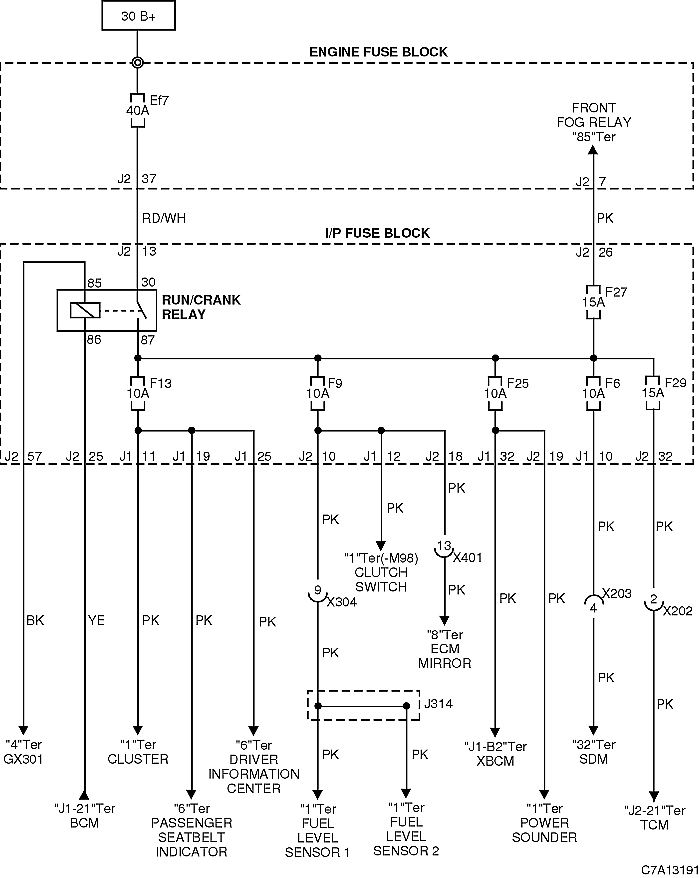 30 B+
ENGINE FUSE BLOCK
Ef7
40A
FRONT
FOG RELAY
"85"Ter
J2 37
J2 7
RD/WH
PK
I/P FUSE BLOCK
J2 13
J2 26
85 30
RUN/CRANK
RELAY
86 87
F27
15A
F13
10A
F9
10A
F25
10A
F6
10A
F29
15A
J2 57
J2 25
J1 11
J1 19
J1 25
J2 10
J1 12
J2 18
J1 32
J2 19
J1 10
J2 32
PK
PK
PK
PK
PK
13
X401
"1"Ter(-M98)
CLUTCH
SWITCH
9
X304
PK
PK
PK
4
X203
2
X202
BK
YE
PK
PK
PK
"8"Ter
ECM
MIRROR
PK
PK
PK
J314
"4"Ter
GX301
"1"Ter
CLUSTER
"6"Ter
DRIVER
INFORMATION
CENTER
PK
PK
"J1-B2"Ter
XBCM
"32"Ter
SDM
"J1-21"Ter
BCM
"6"Ter
PASSENGER
SEATBELT
INDICATOR
"1"Ter
FUEL
LEVEL
SENSOR 1
"1"Ter
FUEL
LEVEL
SENSOR 2
"1"Ter
POWER
SOUNDER
"J2-21"Ter
TCM
C7A13191